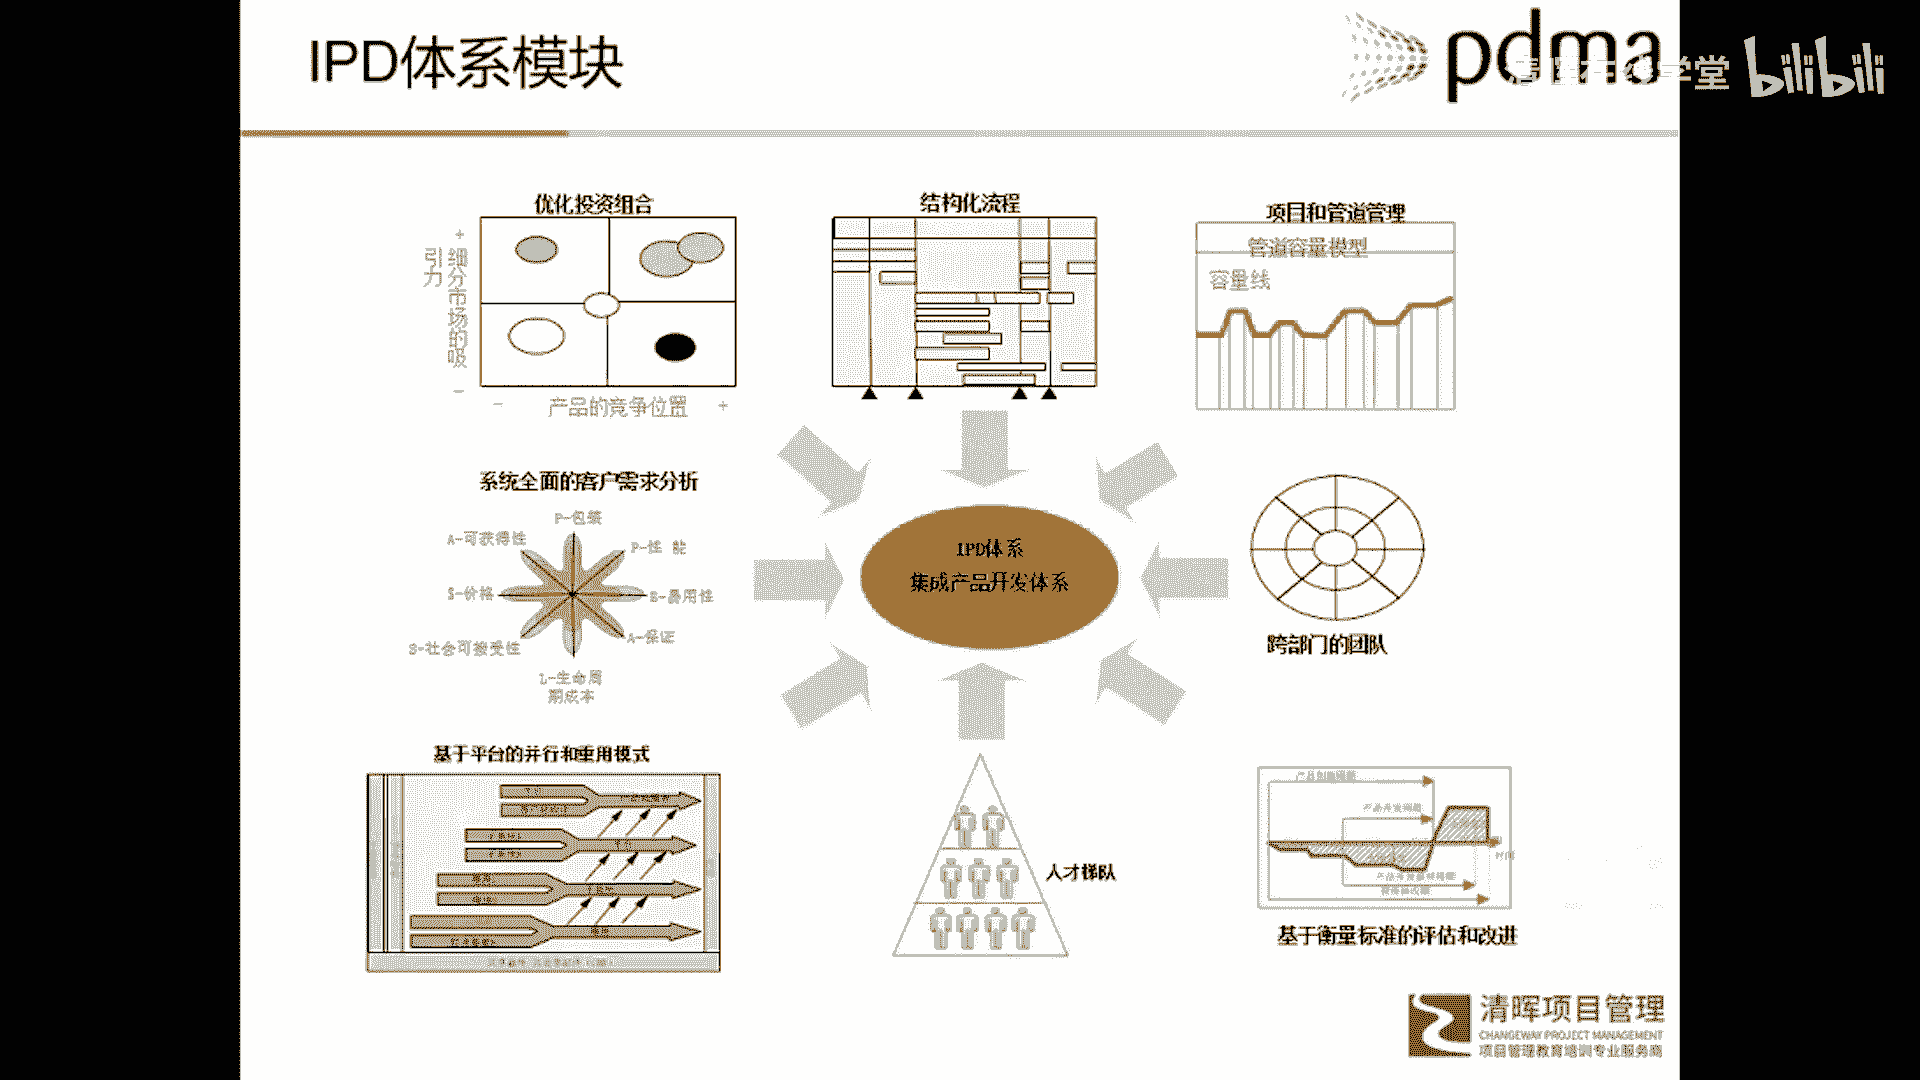 IPD体系模块
pdma
清晖在线学堂
bilibili
优化投资组合
+
细分市场的吸引力
-
-
产品的竞争位置
+
结构化流程
项目和管道管理
管道容量模型
容量线
系统全面的客户需求分析
P-包装
A-可获得性
P-性 能
$-价格
E-易用性
S-社会可接受性
A-保证
L-生命周
期成本
IPD体系
集成产品开发体系
跨部门的团队
基于平台的并行和重用模式
人才梯队
时间
基于衡量标准的评估和改进
清晖项目管理
CHANGEWAY PROJECT MANAGEMENT
项目管理教育培训专业服务商